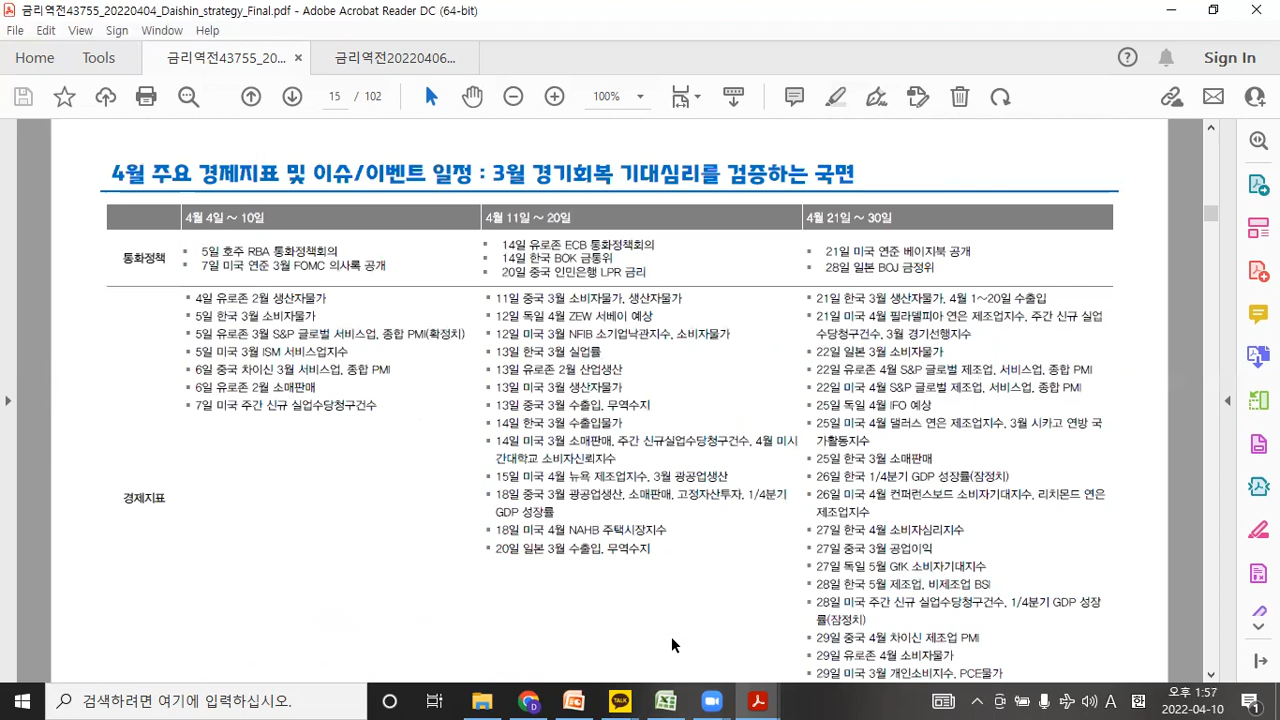 금리역전43755_20220404_Daishin_strategy_Final.pdf - Adobe Acrobat Reader DC (64-bit)
File Edit View Sign Window Help
Home Tools 금리역전43755_20... × 금리역전20220406... Sign In
15 / 102 100%
4월 주요 경제지표 및 이슈/이벤트 일정 : 3월 경기회복 기대심리를 검증하는 국면
4월 4일 ~ 10일 4월 11일 ~ 20일 4월 21일 ~ 30일
통화정책
5일 호주 RBA 통화정책회의
7일 미국 연준 3월 FOMC 의사록 공개
14일 유로존 ECB 통화정책회의
14일 한국 BOK 금통위
20일 중국 인민은행 LPR 금리
21일 미국 연준 베이지북 공개
28일 일본 BOJ 금정위
경제지표
4일 유로존 2월 생산자물가
5일 한국 3월 소비자물가
5일 유로존 3월 S&P 글로벌 서비스업, 종합 PMI(확정치)
5일 미국 3월 ISM 서비스업지수
6일 중국 차이신 3월 서비스업, 종합 PMI
6일 유로존 2월 소매판매
7일 미국 주간 신규 실업수당청구건수
11일 중국 3월 소비자물가, 생산자물가
12일 독일 4월 ZEW 서베이 예상
12일 미국 3월 NFIB 소기업낙관지수, 소비자물가
13일 한국 3월 실업률
13일 유로존 2월 산업생산
13일 미국 3월 생산자물가
13일 중국 3월 수출입, 무역수지
14일 한국 3월 수출입물가
14일 미국 3월 소매판매, 주간 신규실업수당청구건수, 4월 미시
간대학교 소비자신뢰지수
15일 미국 4월 뉴욕 제조업지수, 3월 광공업생산
18일 중국 3월 광공업생산, 소매판매, 고정자산투자, 1/4분기
GDP 성장률
18일 미국 4월 NAHB 주택시장지수
20일 일본 3월 수출입, 무역수지
21일 한국 3월 생산자물가, 4월 1~20일 수출입
21일 미국 4월 필라델피아 연은 제조업지수, 주간 신규 실업
수당청구건수, 3월 경기선행지수
22일 일본 3월 소비자물가
22일 유로존 4월 S&P 글로벌 제조업, 서비스업, 종합 PMI
22일 미국 4월 S&P 글로벌 제조업, 서비스업, 종합 PMI
25일 독일 4월 IFO 예상
25일 미국 4월 댈러스 연은 제조업지수, 3월 시카고 연방 국
가활동지수
25일 한국 3월 소매판매
26일 한국 1/4분기 GDP 성장률(잠정치)
26일 미국 4월 컨퍼런스보드 소비자기대지수, 리치몬드 연은
제조업지수
27일 한국 4월 소비자심리지수
27일 중국 3월 공업이익
27일 독일 5월 GfK 소비자기대지수
28일 한국 5월 제조업, 비제조업 BSI
28일 미국 주간 신규 실업수당청구건수, 1/4분기 GDP 성장
률(잠정치)
29일 중국 4월 차이신 제조업 PMI
29일 유로존 4월 소비자물가
29일 미국 3월 개인소비지수, PCE물가
검색하려면 여기에 입력하십시오.
TALK
A 한 오후 1:57
2022-04-10
1